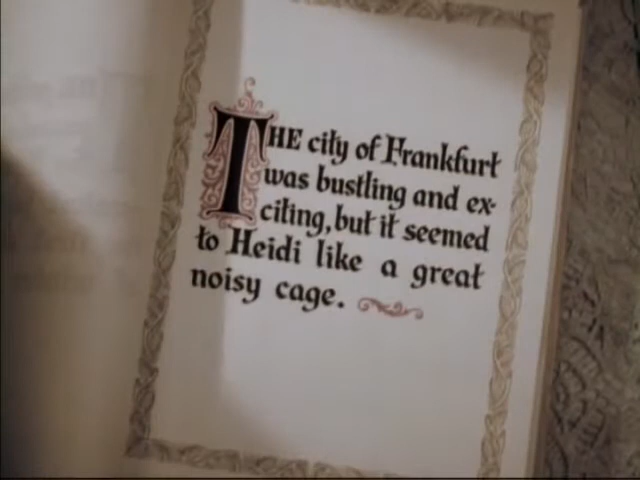 THE city of Frankfurt
was bustling and ex-
citing, but it seemed
to Heidi like a great
noisy cage.